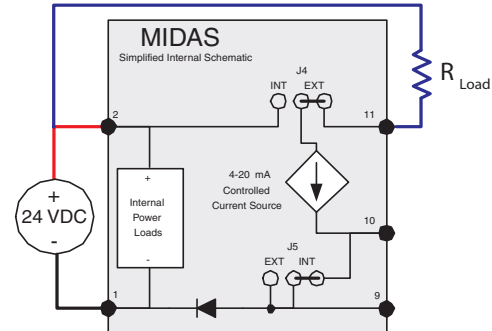 MIDAS
Simplified Internal Schematic
J4
INT EXT
R Load
2
11
+
24 VDC
-
+
Internal
Power
Loads
-
4-20 mA
Controlled
Current Source
10
J5
EXT INT
1
9